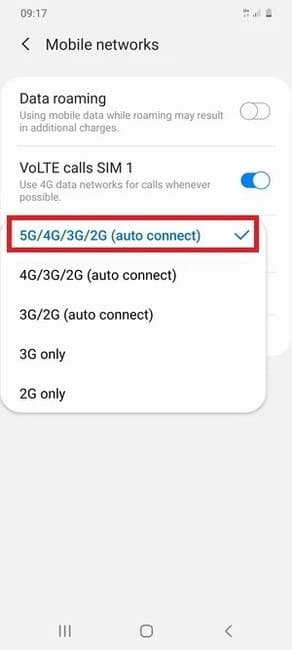 09:17
Mobile networks
Data roaming
Using mobile data while roaming may result
in additional charges.
VoLTE calls SIM 1
Use 4G data networks for calls whenever
possible.
5G/4G/3G/2G (auto connect)
4G/3G/2G (auto connect)
3G/2G (auto connect)
3G only
2G only